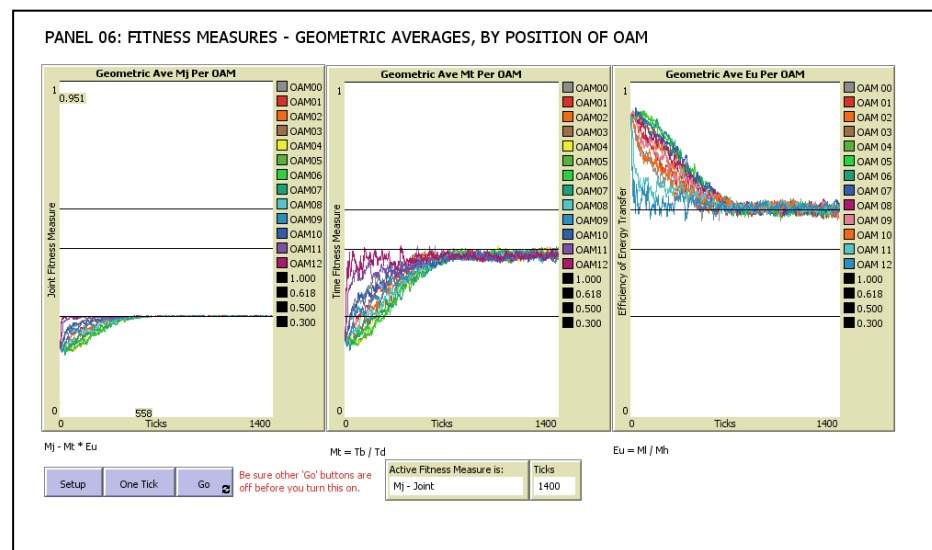 PANEL 06: FITNESS MEASURES - GEOMETRIC AVERAGES, BY POSITION OF OAM
Geometric Ave Mj Per OAM
1
0.951
Joint Fitness Measure
0
558
0
Ticks
1400
OAM00
OAM01
OAM02
OAM03
OAM04
OAM05
OAM06
OAM07
OAM08
OAM09
OAM10
OAM11
OAM12
1.000
0.618
0.500
0.300
Geometric Ave Mt Per OAM
1
Time Fitness Measure
0
0
Ticks
1400
OAM00
OAM01
OAM02
OAM03
OAM04
OAM05
OAM06
OAM07
OAM08
OAM09
OAM10
OAM11
OAM12
1.000
0.618
0.500
0.300
Geometric Ave Eu Per OAM
1
Efficiency of Energy Transfer
0
0
Ticks
1400
OAM 00
OAM 01
OAM 02
OAM 03
OAM 04
OAM 05
OAM 06
OAM 07
OAM 08
OAM 09
OAM 10
OAM 11
OAM 12
1.000
0.618
0.500
0.300
Mj - Mt * Eu
Mt = Tb / Td
Eu = Ml / Mh
Setup
One Tick
Go
Be sure other 'Go' buttons are
off before you turn this on.
Active Fitness Measure is:
Mj - Joint
Ticks
1400